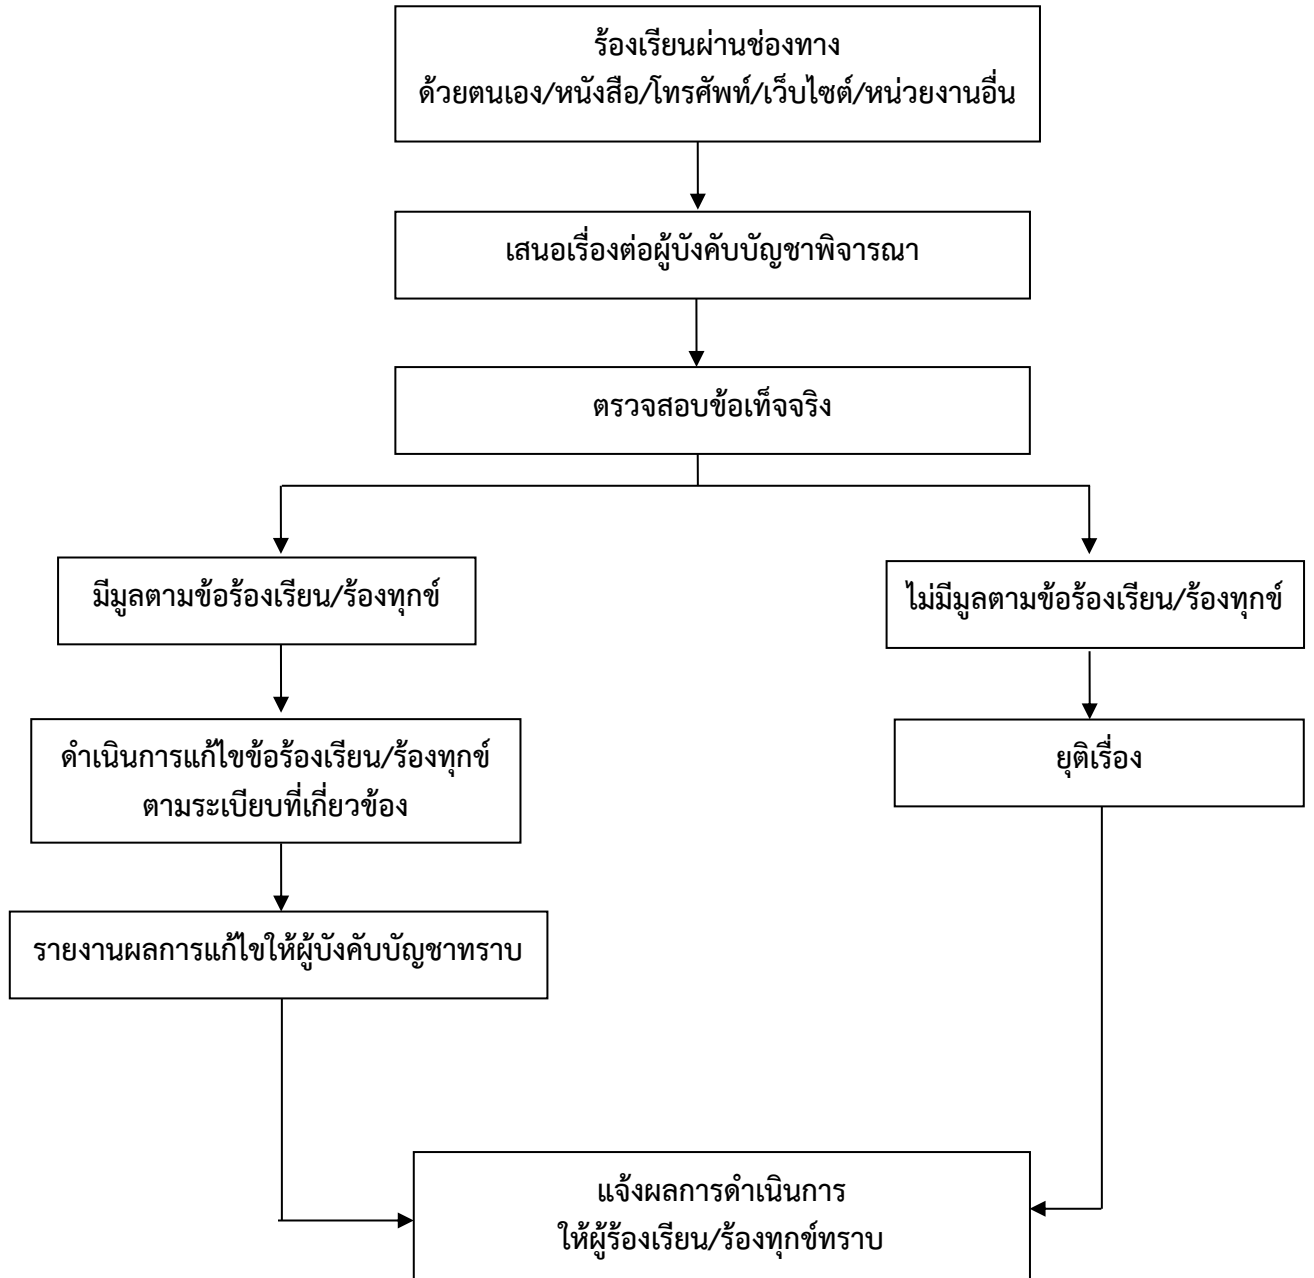 ร้องเรียนผ่านช่องทาง
ด้วยตนเอง/หนังสือ/โทรศัพท์/เว็บไซต์/หน่วยงานอื่น
เสนอเรื่องต่อผู้บังคับบัญชาพิจารณา
ตรวจสอบข้อเท็จจริง
มีมูลตามข้อร้องเรียน/ร้องทุกข์
ไม่มีมูลตามข้อร้องเรียน/ร้องทุกข์
ดำเนินการแก้ไขข้อร้องเรียน/ร้องทุกข์
ตามระเบียบที่เกี่ยวข้อง
ยุติเรื่อง
รายงานผลการแก้ไขให้ผู้บังคับบัญชาทราบ
แจ้งผลการดำเนินการ
ให้ผู้ร้องเรียน/ร้องทุกข์ทราบ